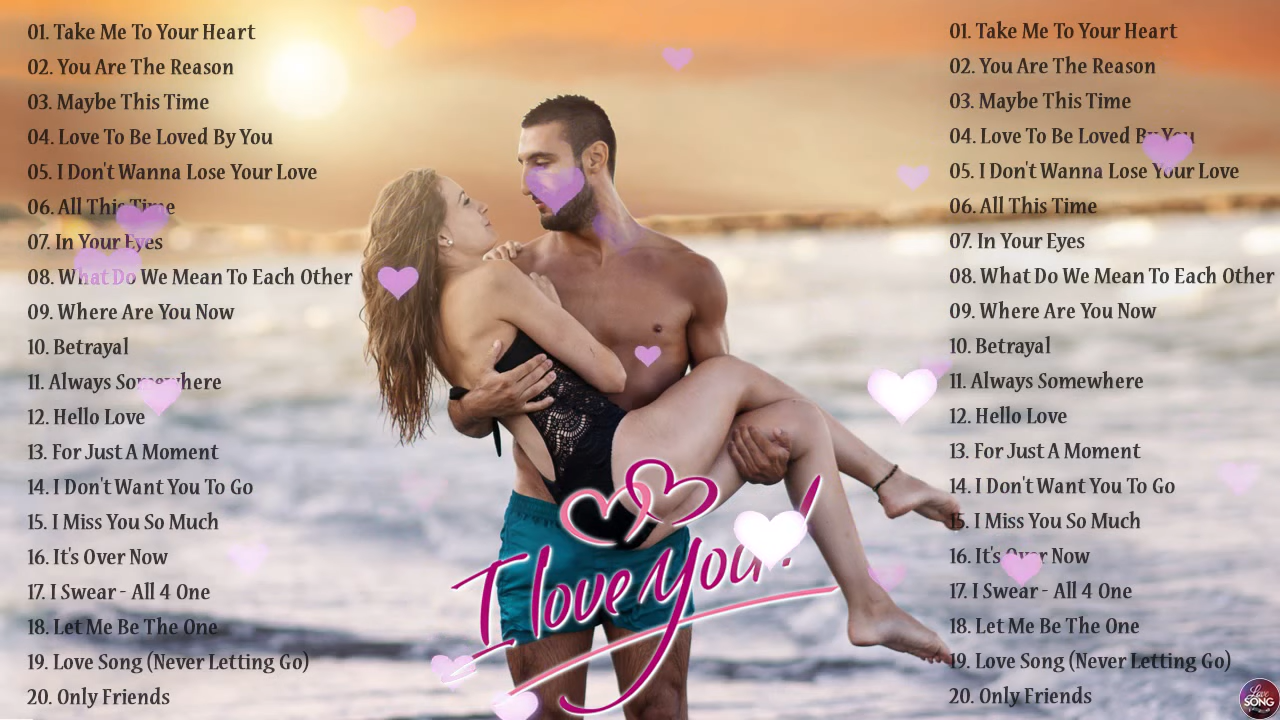 01. Take Me To Your Heart
02. You Are The Reason
03. Maybe This Time
04. Love To Be Loved By You
05. I Don't Wanna Lose Your Love
06. All This Time
07. In Your Eyes
08. What Do We Mean To Each Other
09. Where Are You Now
10. Betrayal
11. Always Somewhere
12. Hello Love
13. For Just A Moment
14. I Don't Want You To Go
15. I Miss You So Much
16. It's Over Now
17. I Swear - All 4 One
18. Let Me Be The One
19. Love Song (Never Letting Go)
20. Only Friends
I love you!
01. Take Me To Your Heart
02. You Are The Reason
03. Maybe This Time
04. Love To Be Loved By You
05. I Don't Wanna Lose Your Love
06. All This Time
07. In Your Eyes
08. What Do We Mean To Each Other
09. Where Are You Now
10. Betrayal
11. Always Somewhere
12. Hello Love
13. For Just A Moment
14. I Don't Want You To Go
15. I Miss You So Much
16. It's Over Now
17. I Swear - All 4 One
18. Let Me Be The One
19. Love Song (Never Letting Go)
20. Only Friends
Love
SONG